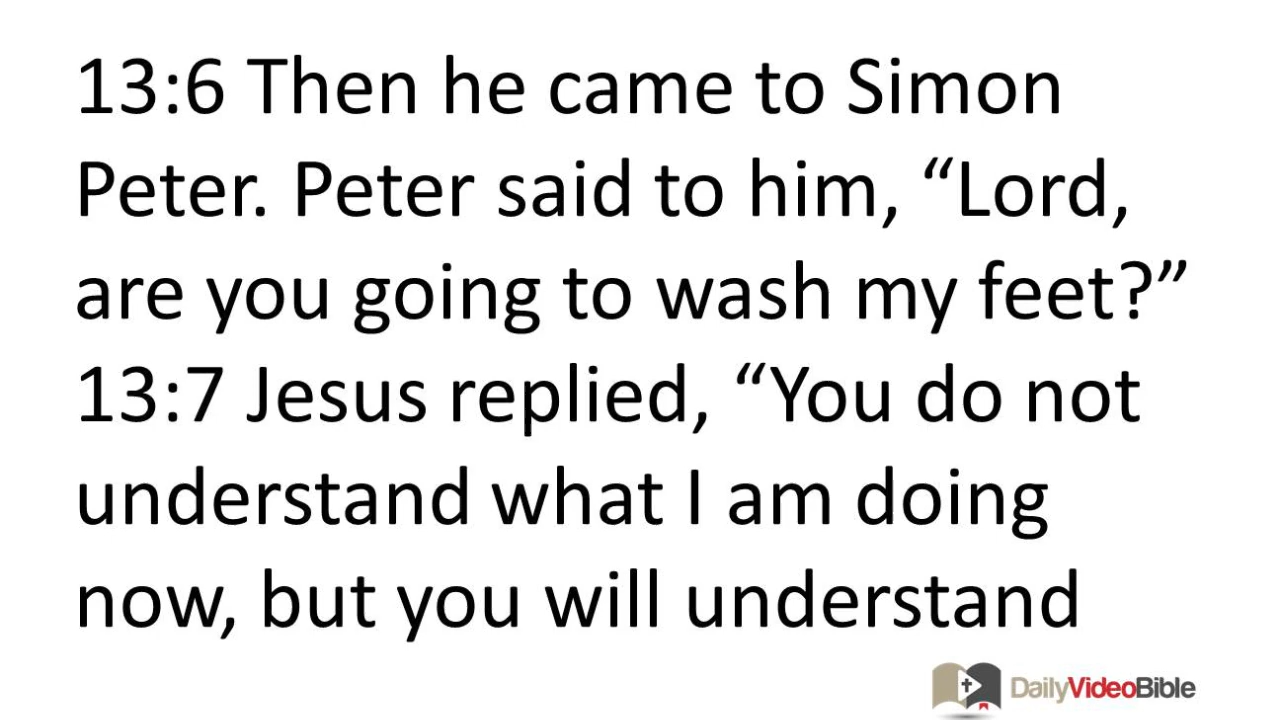 13:6 Then he came to Simon
Peter. Peter said to him, “Lord,
are you going to wash my feet?”
13:7 Jesus replied, “You do not
understand what I am doing
now, but you will understand
DailyVideoBible